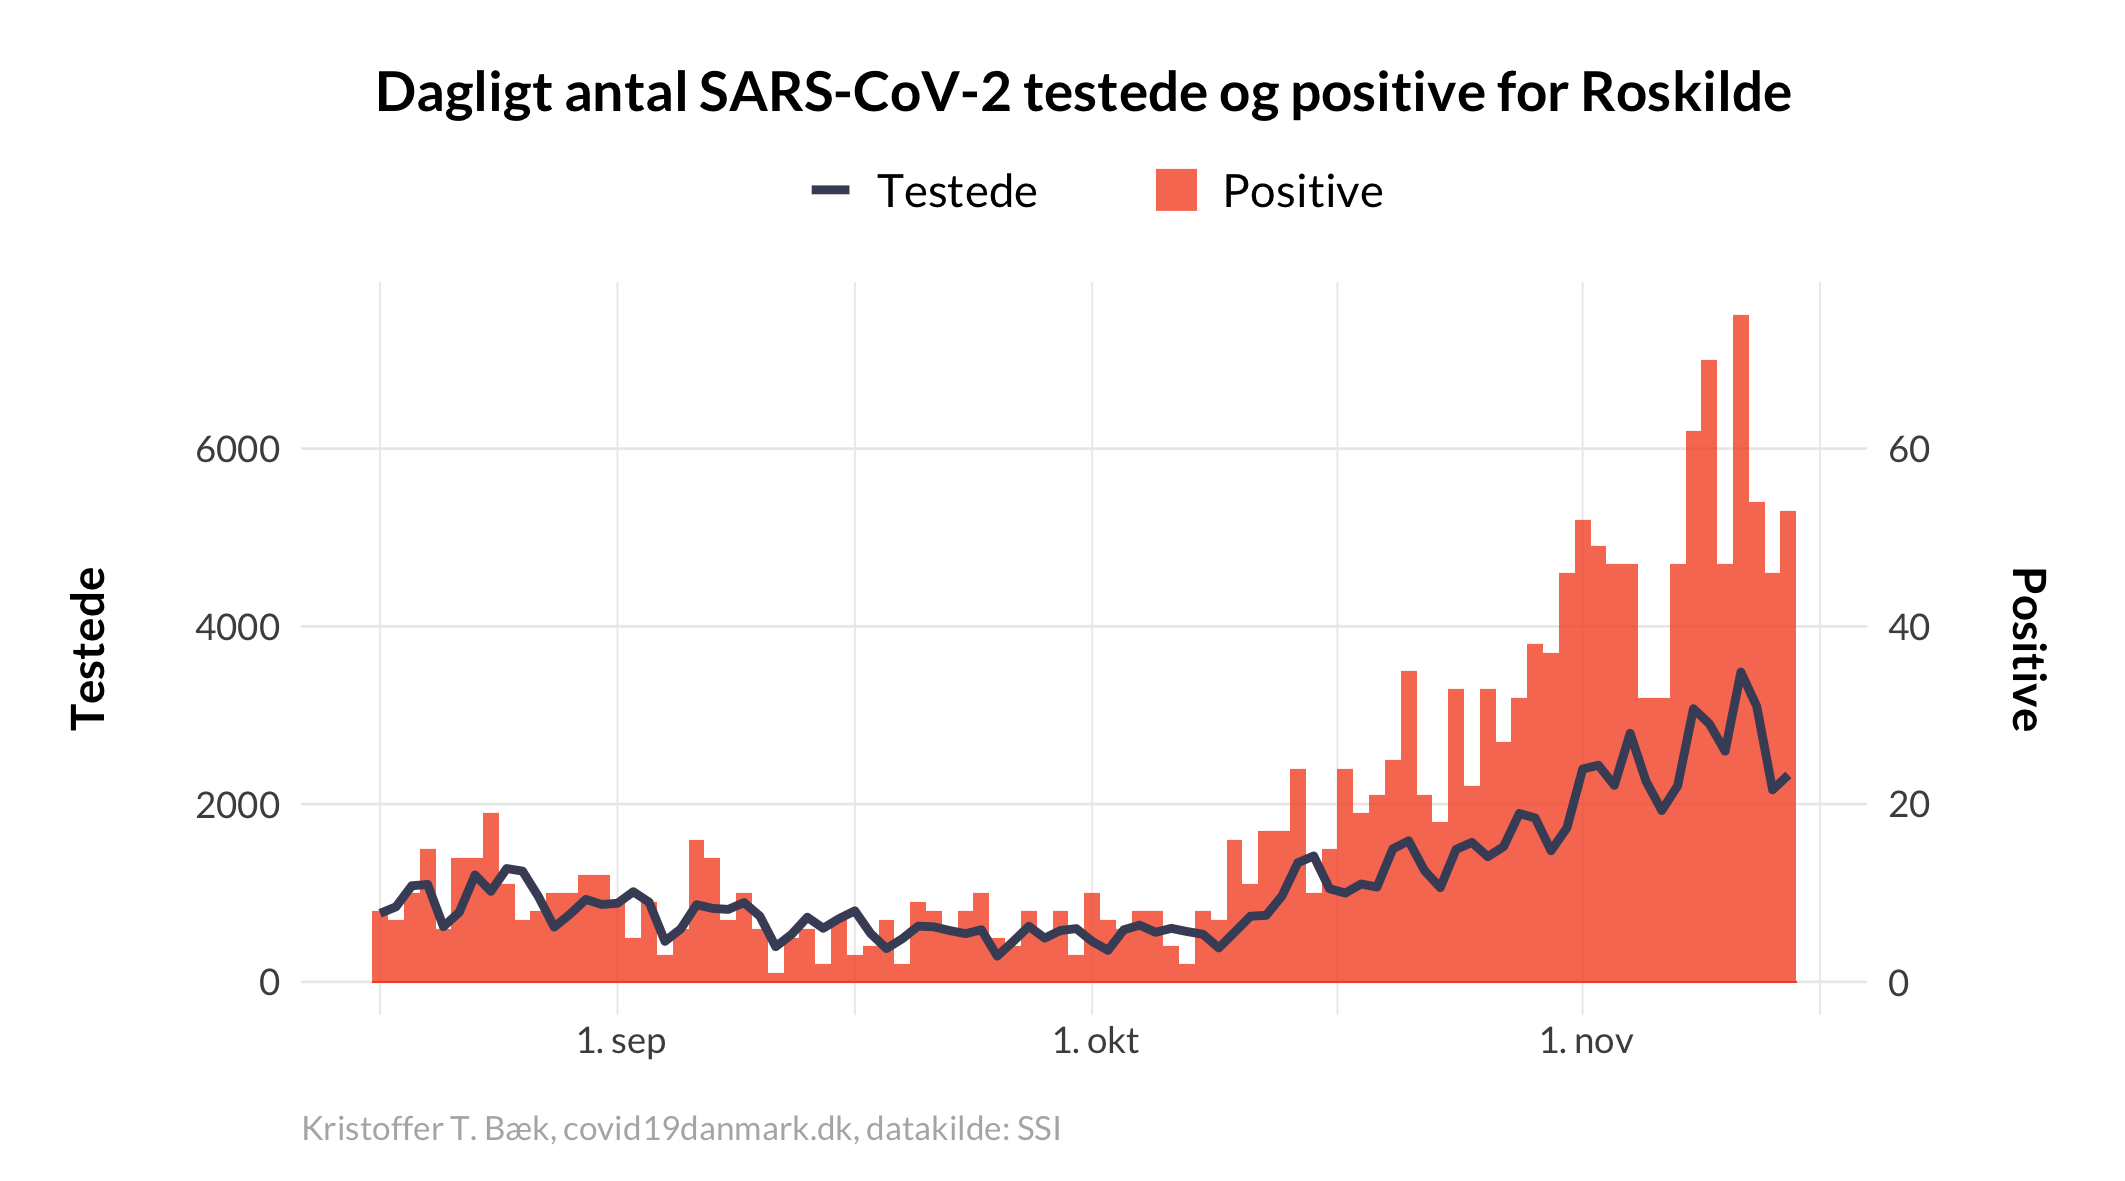 Dagligt antal SARS-CoV-2 testede og positive for Roskilde
Testede
Positive
6000
4000
2000
0
Testede
60
40
20
0
Positive
1. sep
1. okt
1. nov
Kristoffer T. Bæk, covid19danmark.dk, datakilde: SSI